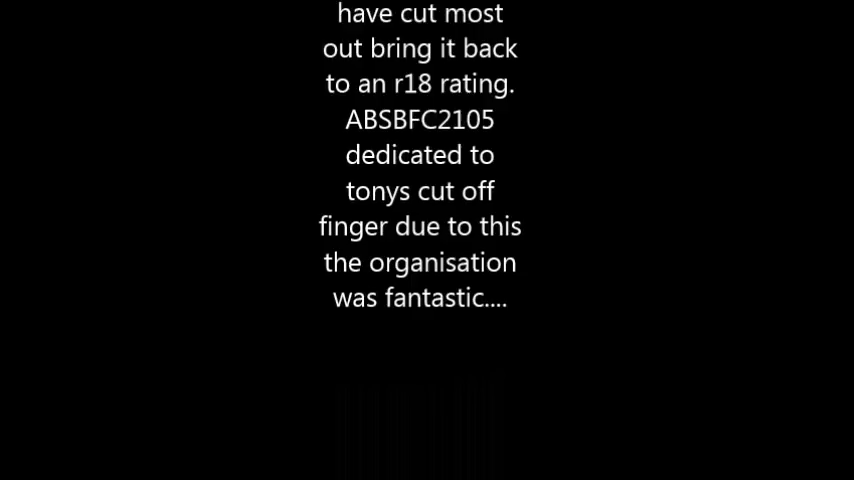 have cut most
out bring it back
to an r18 rating.
ABSBFC2105
dedicated to
tonys cut off
finger due to this
the organisation
was fantastic....